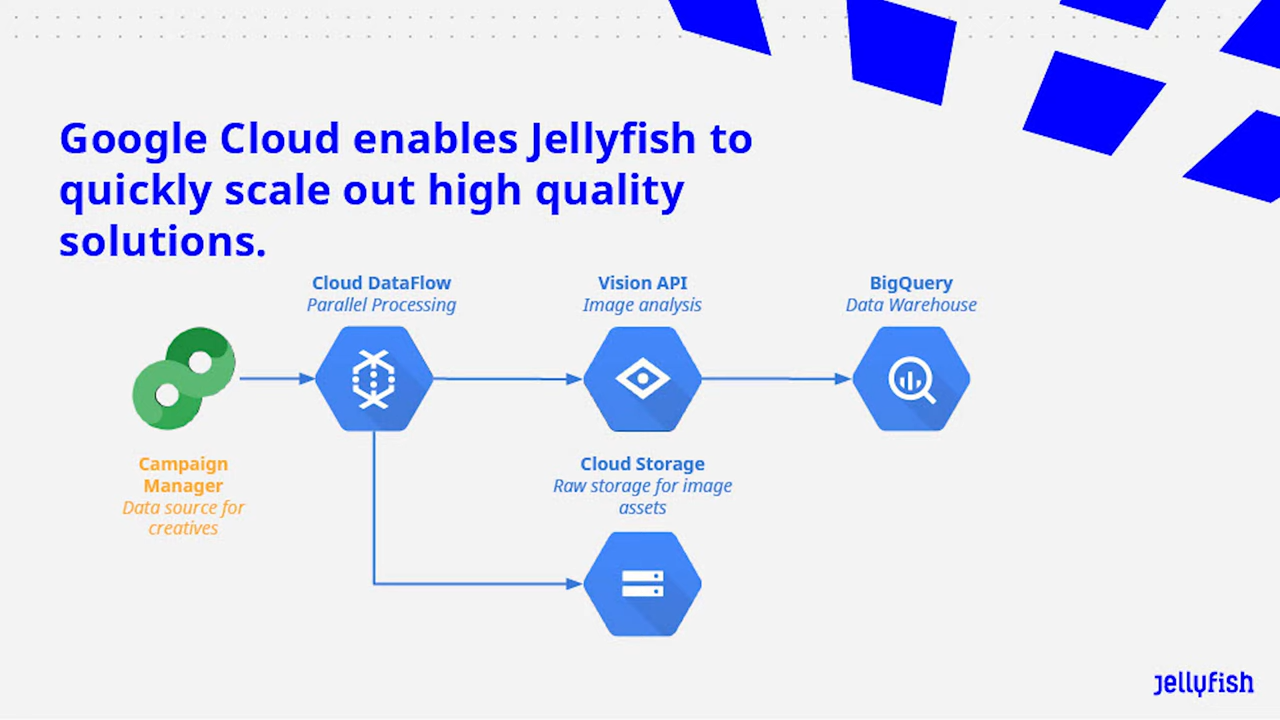 Google Cloud enables Jellyfish to
quickly scale out high quality
solutions.
Cloud DataFlow
Parallel Processing
Vision API
Image analysis
BigQuery
Data Warehouse
Campaign
Manager
Data source for
creatives
Cloud Storage
Raw storage for image
assets
jellyfish